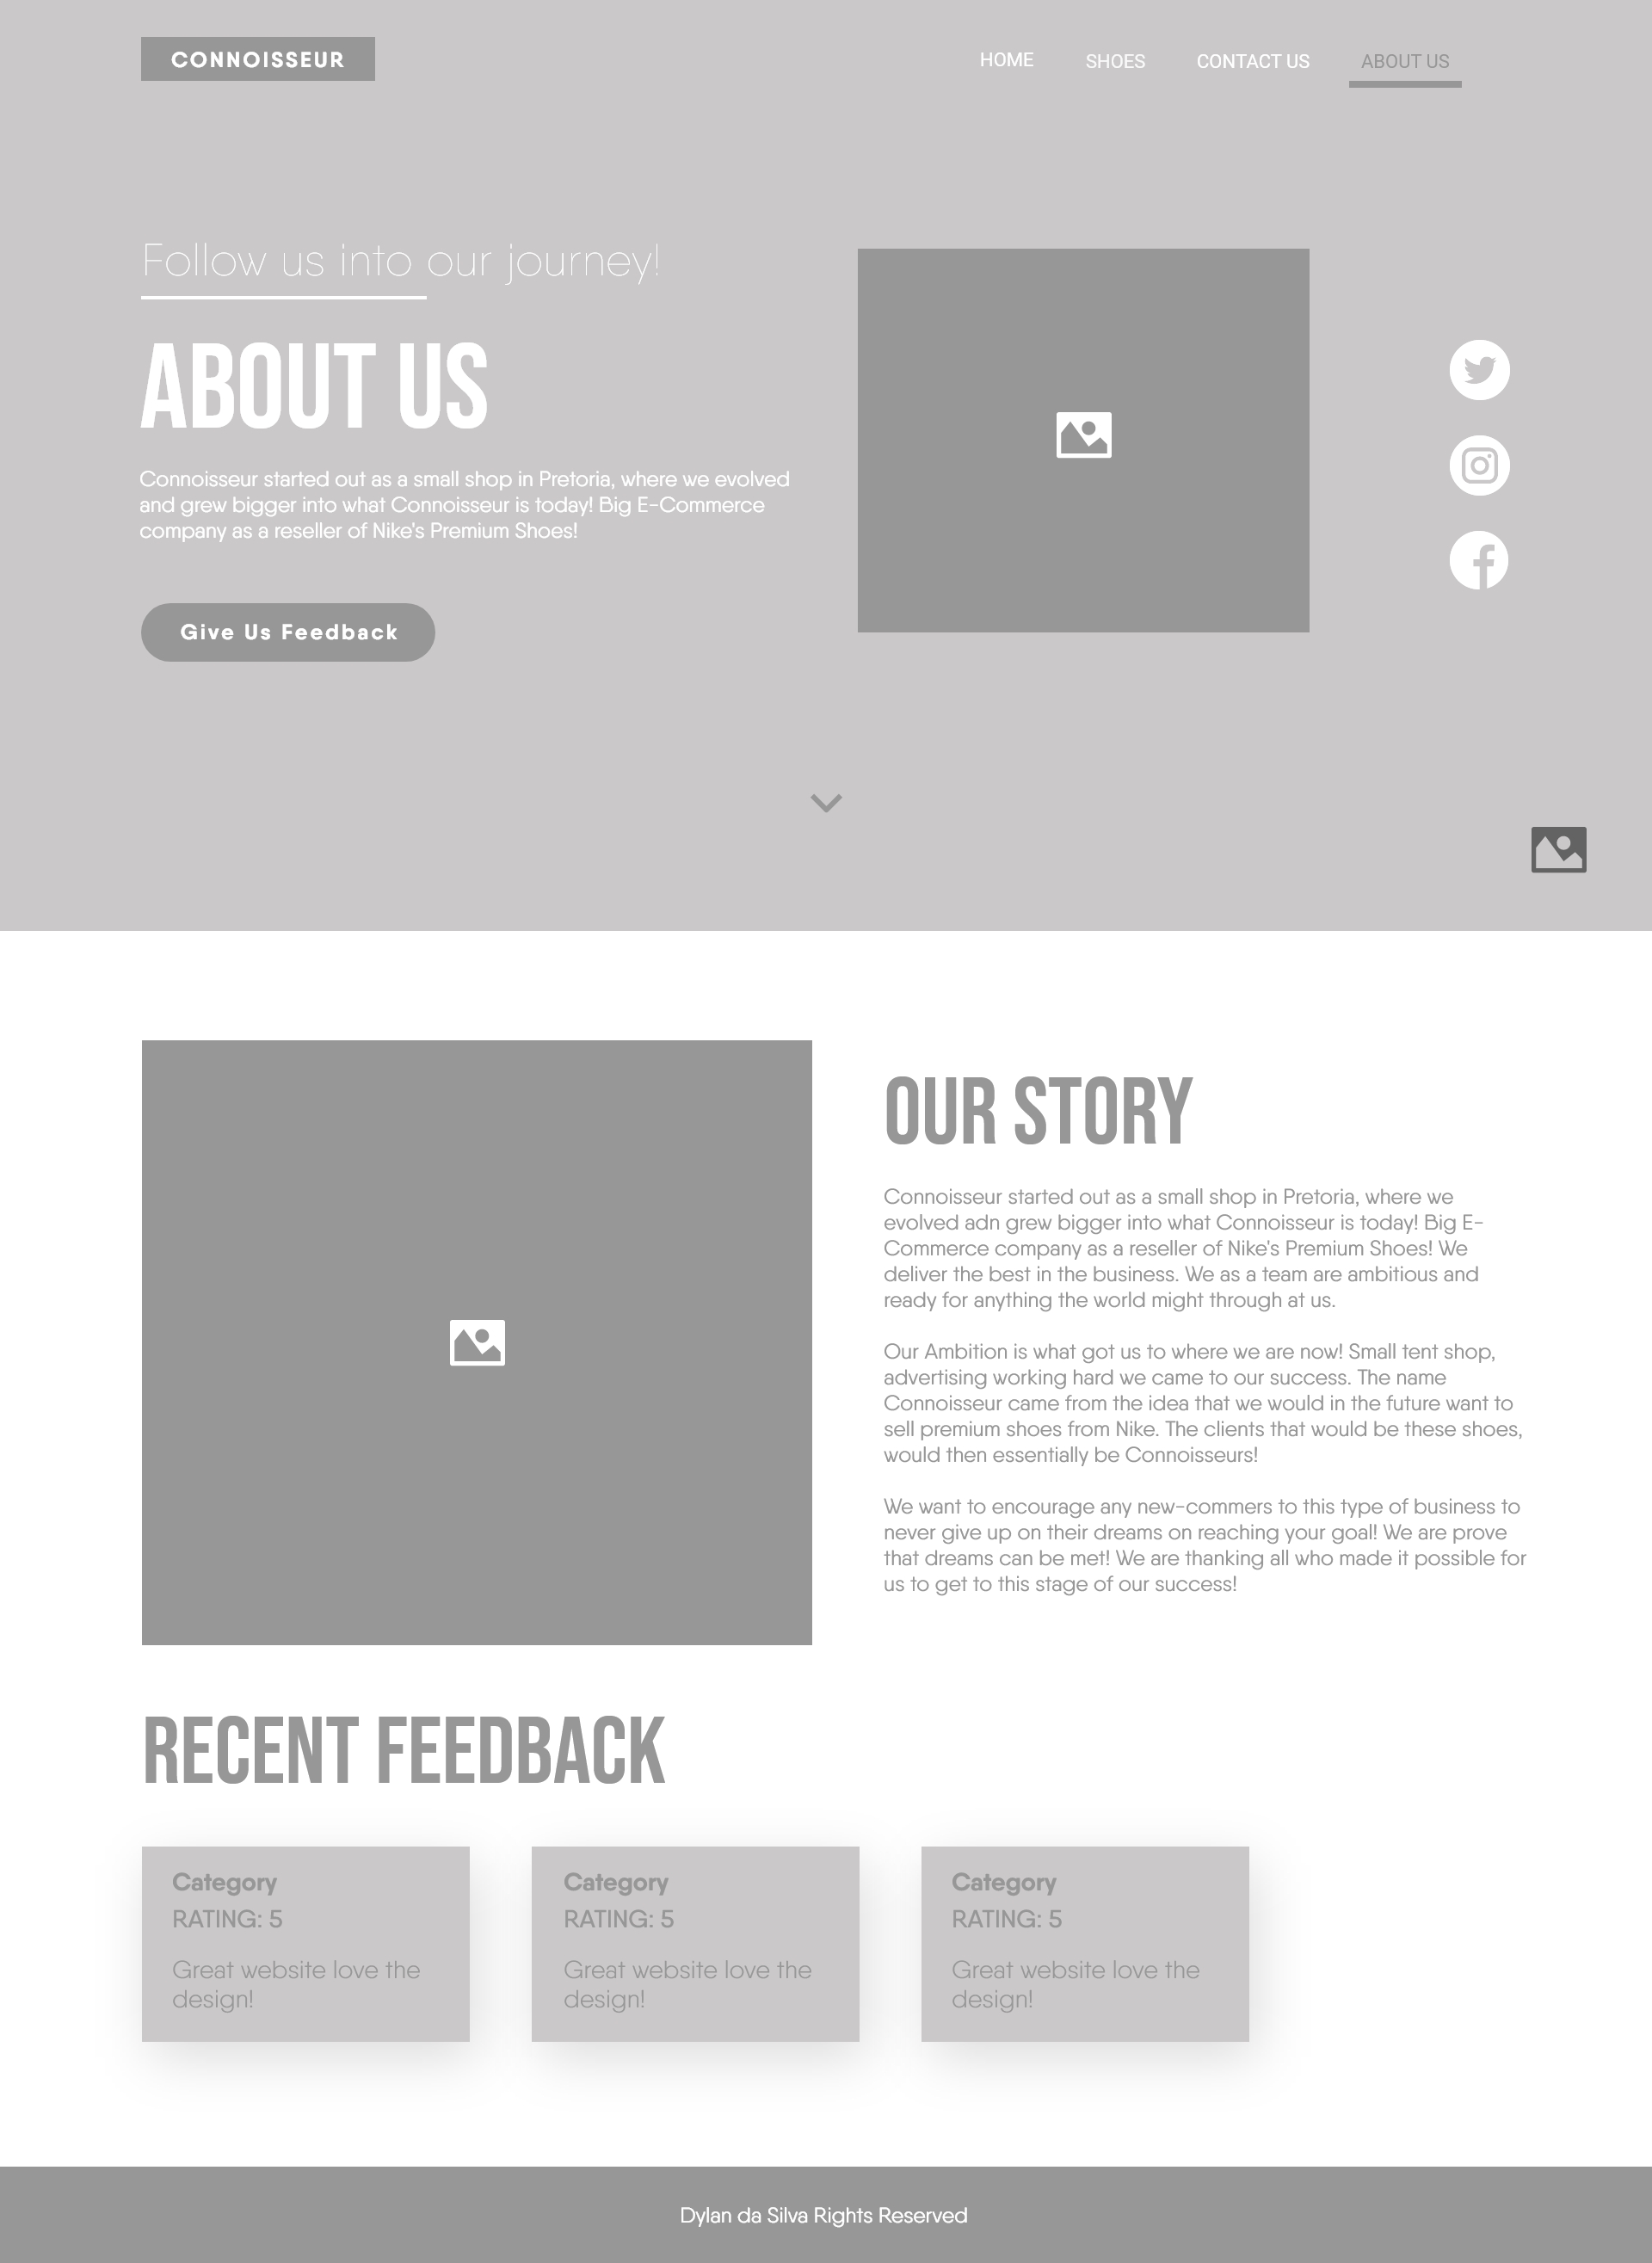 CONNOISSEUR
HOME
SHOES
CONTACT US
ABOUT US
Follow us into our journey!
ABOUT US
Connoisseur started out as a small shop in Pretoria, where we evolved
and grew bigger into what Connoisseur is today! Big E-Commerce
company as a reseller of Nike's Premium Shoes!
Give Us Feedback
OUR STORY
Connoisseur started out as a small shop in Pretoria, where we
evolved adn grew bigger into what Connoisseur is today! Big E-
Commerce company as a reseller of Nike's Premium Shoes! We
deliver the best in the business. We as a team are ambitious and
ready for anything the world might through at us.
Our Ambition is what got us to where we are now! Small tent shop,
advertising working hard we came to our success. The name
Connoisseur came from the idea that we would in the future want to
sell premium shoes from Nike. The clients that would be these shoes,
would then essentially be Connoisseurs!
We want to encourage any new-commers to this type of business to
never give up on their dreams on reaching your goal! We are prove
that dreams can be met! We are thanking all who made it possible for
us to get to this stage of our success!
RECENT FEEDBACK
Category
RATING: 5
Great website love the
design!
Category
RATING: 5
Great website love the
design!
Category
RATING: 5
Great website love the
design!
Dylan da Silva Rights Reserved